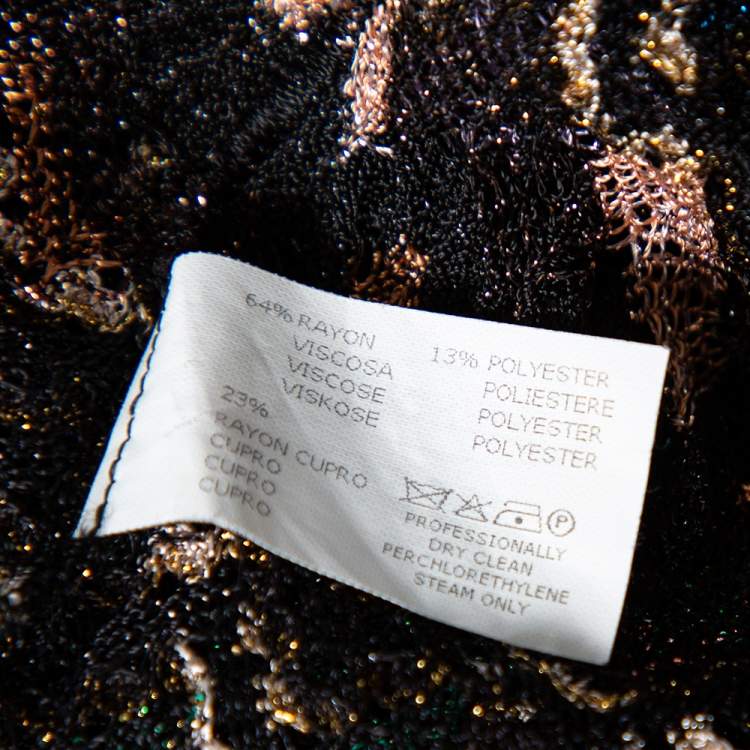 64% RAYON
VISCOSA
VISCOSE
VISKOSE
23%
RAYON CUPRO
CUPRO
CUPRO
CUPRO
13% POLYESTER
POLIESTERE
POLYESTER
POLYESTER
P
PROFESSIONALLY
DRY CLEAN
PERCHLORETHYLENE
STEAM ONLY